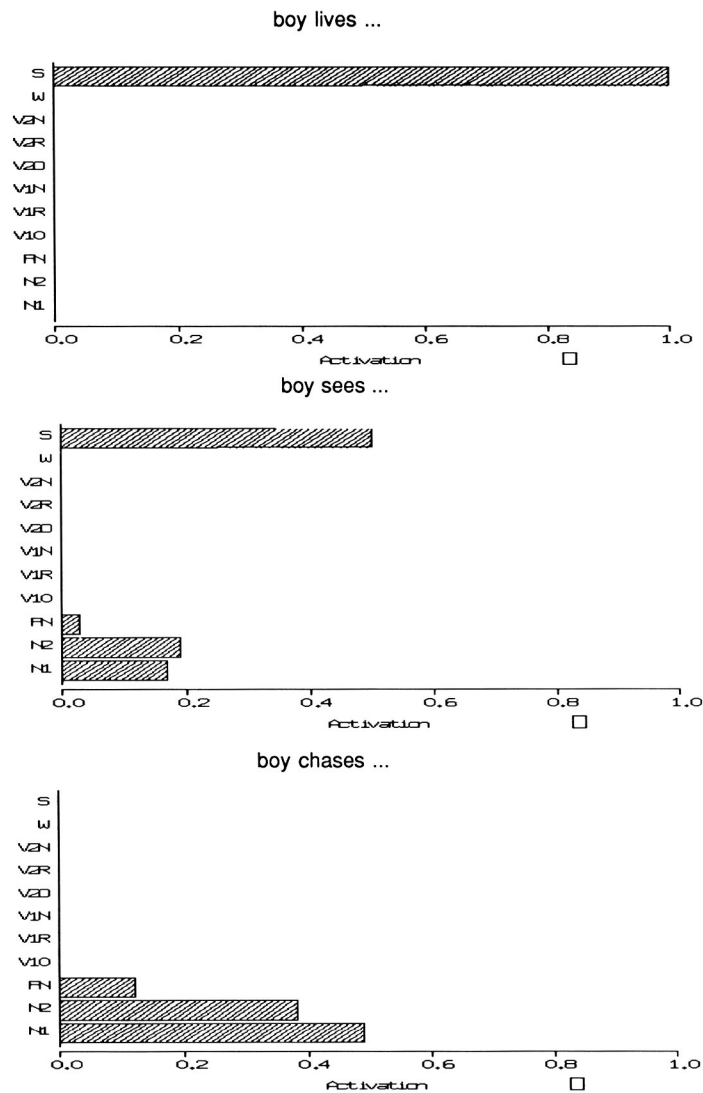 boy lives ...
S
W
V2N
V2R
V2O
V1N
V1R
V1O
PN
N2
N1
0.0 0.2 0.4 0.6 0.8 1.0
Activation
boy sees ...
S
W
V2N
V2R
V2O
V1N
V1R
V1O
PN
N2
N1
0.0 0.2 0.4 0.6 0.8 1.0
Activation
boy chases ...
S
W
V2N
V2R
V2O
V1N
V1R
V1O
PN
N2
N1
0.0 0.2 0.4 0.6 0.8 1.0
Activation